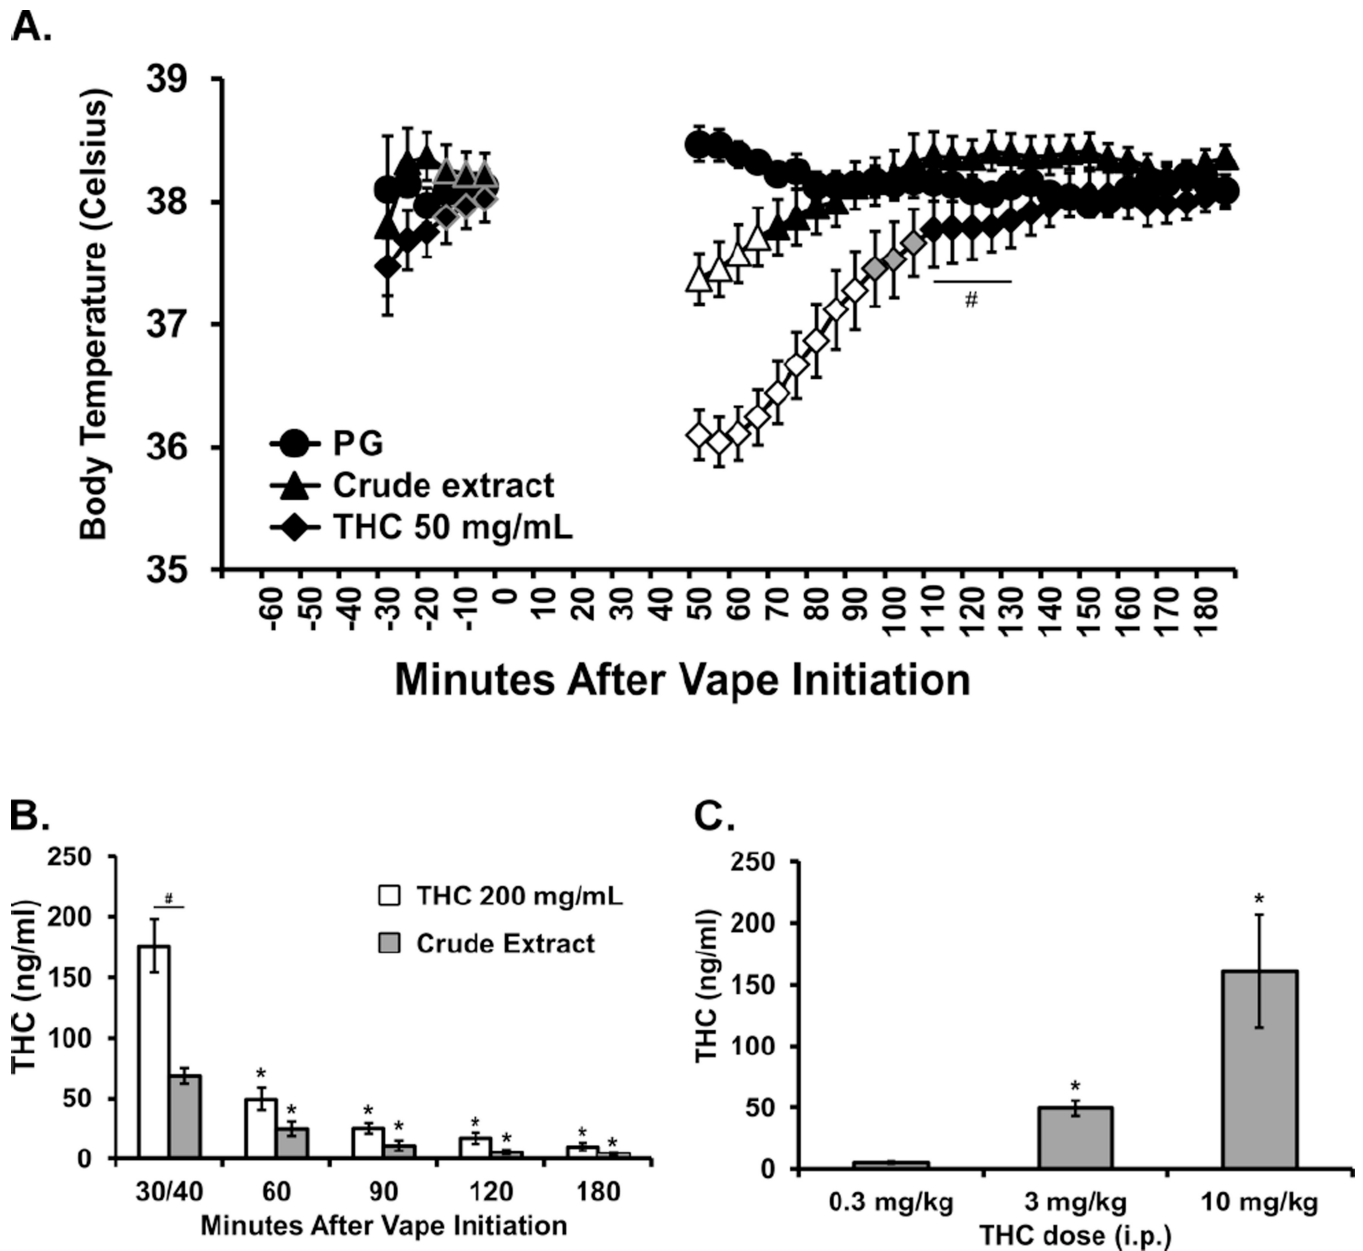 A.
Body Temperature (Celsius)
39
38
37
36
35
PG
Crude extract
THC 50 mg/mL
#
-60 -50 -40 -30 -20 -10 0 10 20 30 40 50 60 70 80 90 100 110 120 130 140 150 160 170 180
Minutes After Vape Initiation
B.
THC (ng/ml)
250
200
150
100
50
0
#
THC 200 mg/mL
Crude Extract
* * * * * * * *
30/40 60 90 120 180
Minutes After Vape Initiation
C.
THC (ng/ml)
250
200
150
100
50
0
* *
0.3 mg/kg 3 mg/kg 10 mg/kg
THC dose (i.p.)